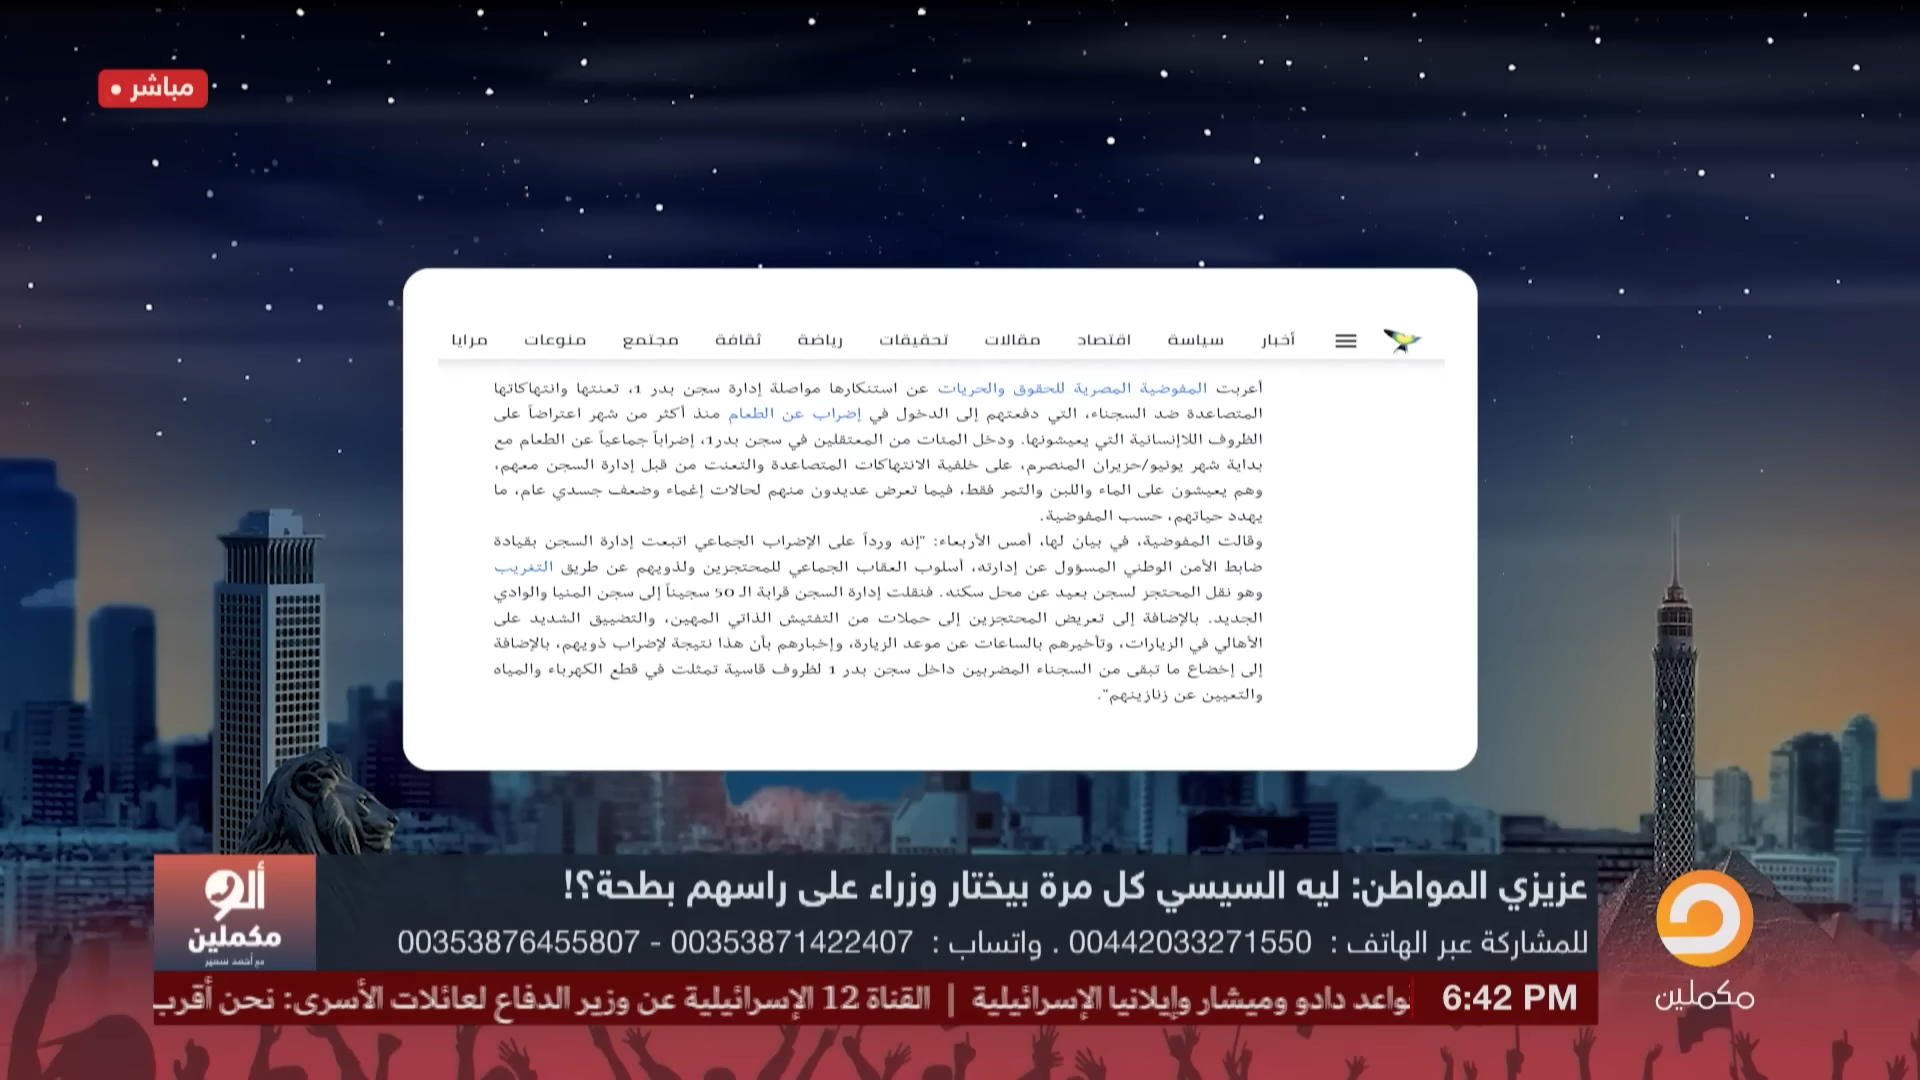 مباشر
أخبار سياسة اقتصاد مقالات تحقيقات رياضة ثقافة مجتمع منوعات مرايا
أعربت المفوضية المصرية للحقوق والحريات عن استنكارها مواصلة إدارة سجن بدر 1، تعنتها وانتهاكاتها
المتصاعدة ضد السجناء، التي دفعتهم إلى الدخول في إضراب عن الطعام منذ أكثر من شهر اعتراضاً على
الظروف اللاإنسانية التي يعيشونها. ودخل المئات من المعتقلين في سجن بدر1، إضراباً جماعياً عن الطعام مع
بداية شهر يونيو/حزيران المنصرم، على خلفية الانتهاكات المتصاعدة والتعنت من قبل إدارة السجن معهم،
وهم يعيشون على الماء واللبن والتمر فقط، فيما تعرض عديدون منهم لحالات إغماء وضعف جسدي عام، ما
يهدد حياتهم، حسب المفوضية.
وقالت المفوضية، في بيان لها، أمس الأربعاء: "إنه ورداً على الإضراب الجماعي اتبعت إدارة السجن بقيادة
ضابط الأمن الوطني المسؤول عن إدارته، أسلوب العقاب الجماعي للمحتجزين ولذويهم عن طريق التغريب
وهو نقل المحتجز لسجن بعيد عن محل سكنه. فنقلت إدارة السجن قرابة الـ 50 سجيناً إلى سجن المنيا والوادي
الجديد. بالإضافة إلى تعريض المحتجزين إلى حملات من التفتيش الذاتي المهين، والتضييق الشديد على
الأهالي في الزيارات، وتأخيرهم بالساعات عن موعد الزيارة، وإخبارهم بأن هذا نتيجة لإضراب ذويهم، بالإضافة
إلى إخضاع ما تبقى من السجناء المضربين داخل سجن بدر 1 لظروف قاسية تمثلت في قطع الكهرباء والمياه
والتعيين عن زنازينهم".
عزيزي المواطن: ليه السيسي كل مرة بيختار وزراء على راسهم بطحة؟!
للمشاركة عبر الهاتف : 00442033271550 . واتساب : 00353871422407 - 00353876455807
ألو
مكملين
مع أحمد سمير
6:42 PM
واعد دادو وميشار وإيلانيا الإسرائيلية | القناة 12 الإسرائيلية عن وزير الدفاع لعائلات الأسرى: نحن أقرب
مكملين